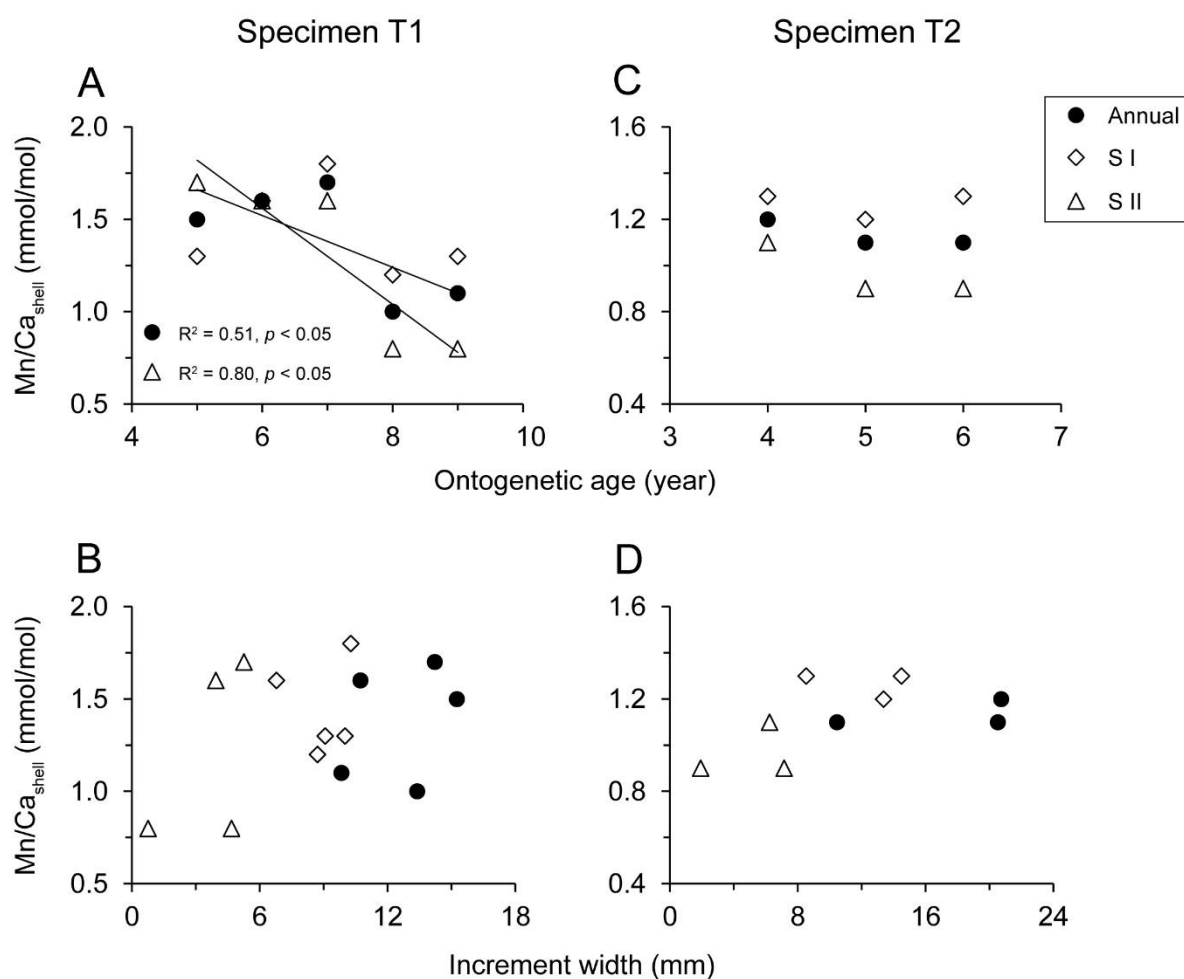 Specimen T1
Specimen T2
A
C
Annual
S I
S II
Mn/Ca shell (mmol/mol)
2.0
1.5
1.0
0.5
R² = 0.51, p < 0.05
R² = 0.80, p < 0.05
4
6
8
10
1.6
1.2
0.8
0.4
3
4
5
6
7
Ontogenetic age (year)
B
D
Mn/Ca shell (mmol/mol)
2.0
1.5
1.0
0.5
0
6
12
18
1.6
1.2
0.8
0.4
0
8
16
24
Increment width (mm)